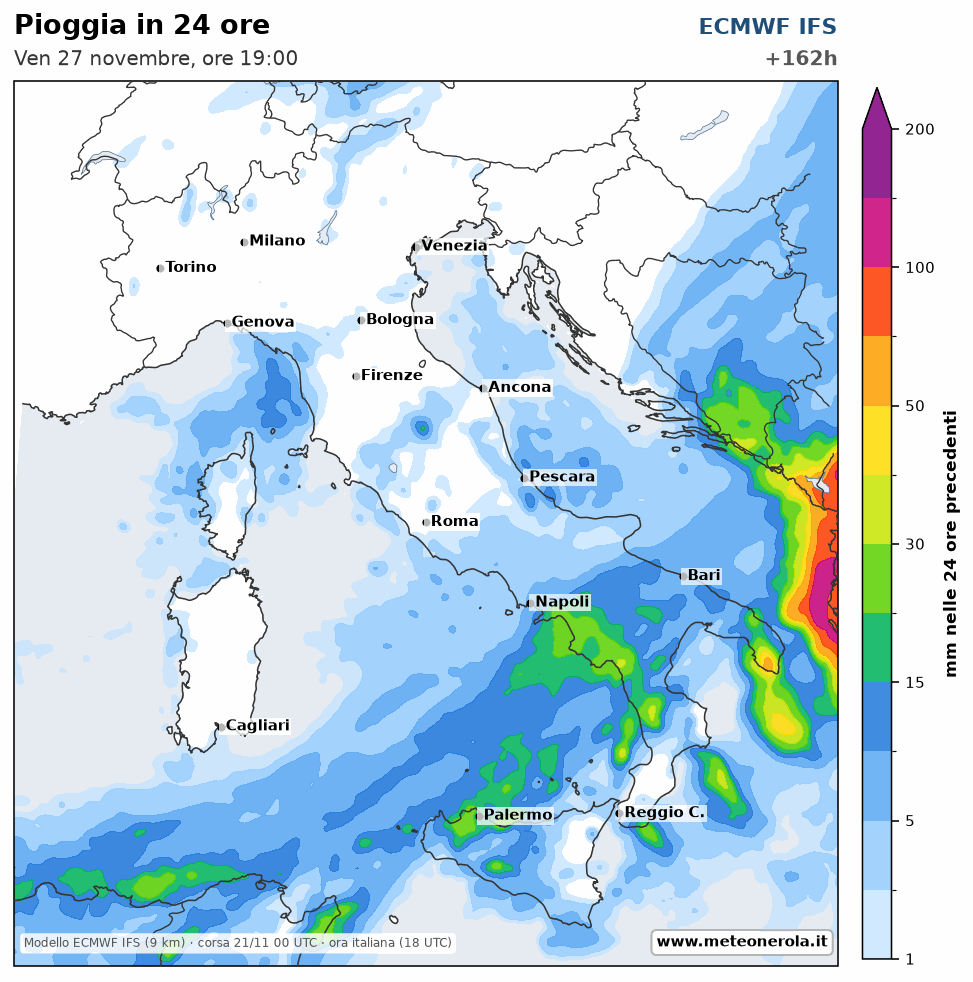 Pioggia in 24 ore
ECMWF IFS
Ven 27 novembre, ore 19:00
+162h
200
Milano
Venezia
Torino
100
Genova
Bologna
Firenze
Ancona
50
Pescara
Roma
30
Bari
Napoli
15
Cagliari
Palermo
Reggio C.
5
mm nelle 24 ore precedenti
Modello ECMWF IFS (9 km) · corsa 21/11 00 UTC · ora italiana (18 UTC)
www.meteonerola.it
1